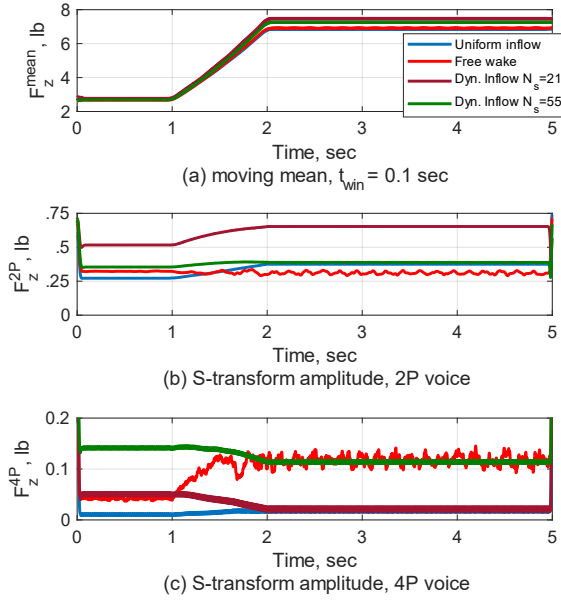 F_z^mean, lb
8
6
4
2
Uniform inflow
Free wake
Dyn. Inflow N_s=21
Dyn. Inflow N_s=55
0 1 2 3 4 5
Time, sec
(a) moving mean, t_win = 0.1 sec
F_z^2P, lb
.75
.5
.25
0
0 1 2 3 4 5
Time, sec
(b) S-transform amplitude, 2P voice
F_z^4P, lb
0.2
0.1
0
0 1 2 3 4 5
Time, sec
(c) S-transform amplitude, 4P voice